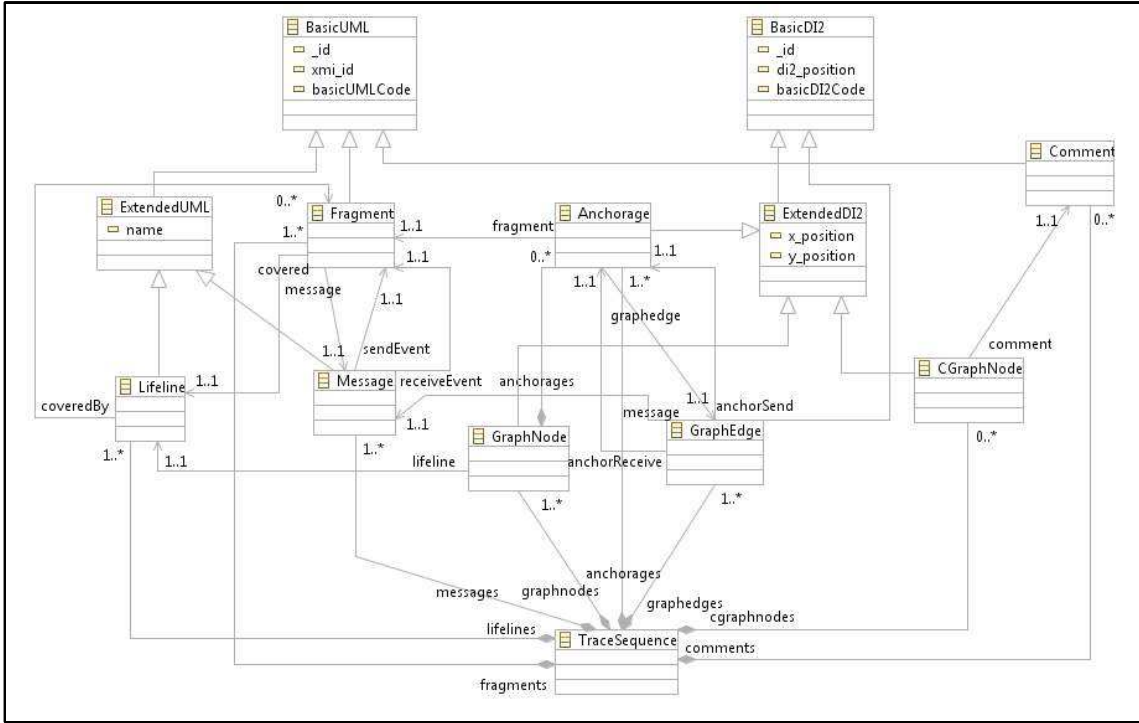 BasicUML
_id
xmi_id
basicUMLCode
BasicDI2
_id
di2_position
basicDI2Code
Comment
ExtendedUML
name
0..*
1..*
Fragment
1..1
fragment
Anchorage
0..*
1..1
ExtendedDI2
x_position
y_position
1..1
0..*
covered
message
1..1
1..1
1..1
1..*
graphedge
comment
1..1
sendEvent
Lifeline
1..1
coveredBy
Message
receiveEvent
anchorages
1..1
message
1..1
anchorSend
CGraphNode
0..*
GraphNode
GraphEdge
1..*
1..1
1..*
lifeline
anchorReceive
1..*
1..*
messages
graphnodes
anchorages
graphedges
cgraphnodes
lifelines
TraceSequence
comments
fragments